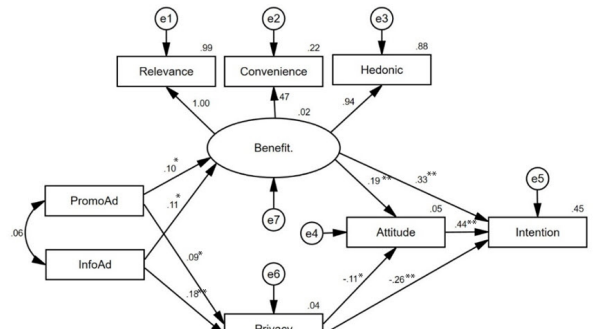 e1
e2
e3
.99
.22
.88
Relevance
Convenience
Hedonic
1.00
.47
.94
.02
Benefit.
.10*
.11*
.19**
.33**
e5
PromoAd
.06
InfoAd
e7
e4
.05
Attitude
.44**
.45
Intention
.09*
.18**
e6
-.11*
-.26**
.04
Privacy